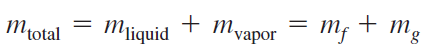 m_total = m_liquid + m_vapor = m_f + m_g